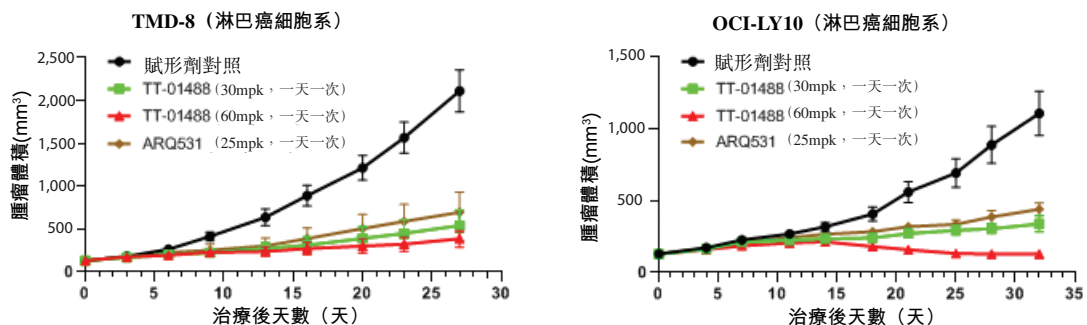 TMD-8（淋巴癌細胞系）
2,500
2,000
1,500
1,000
500
0
腫瘤體積(mm³)
賦形劑對照
TT-01488 (30mpk，一天一次)
TT-01488 (60mpk，一天一次)
ARQ531 (25mpk，一天一次)
0 5 10 15 20 25 30
治療後天數（天）
OCI-LY10（淋巴癌細胞系）
1,500
1,000
500
0
腫瘤體積(mm³)
賦形劑對照
TT-01488 (30mpk，一天一次)
TT-01488 (60mpk，一天一次)
ARQ531 (25mpk，一天一次)
0 5 10 15 20 25 30 35
治療後天數（天）